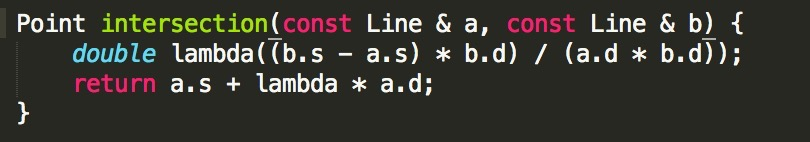 Point intersection(const Line & a, const Line & b) {
    double lambda((b.s - a.s) * b.d) / (a.d * b.d));
    return a.s + lambda * a.d;
}